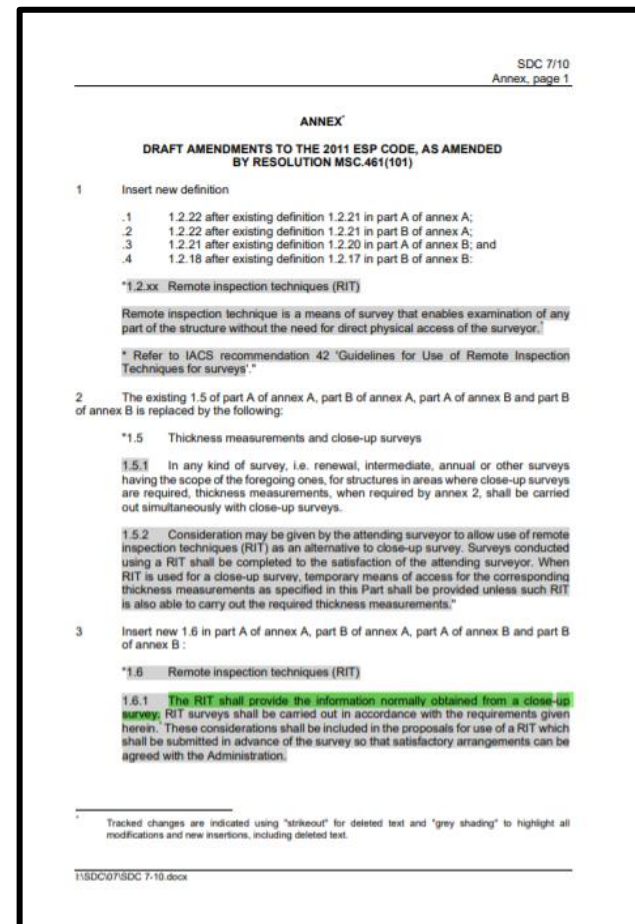 SDC 7/10
Annex, page 1
ANNEX*
DRAFT AMENDMENTS TO THE 2011 ESP CODE, AS AMENDED
BY RESOLUTION MSC.461(101)
1 Insert new definition
.1 1.2.22 after existing definition 1.2.21 in part A of annex A;
.2 1.2.22 after existing definition 1.2.21 in part B of annex A;
.3 1.2.21 after existing definition 1.2.20 in part A of annex B; and
.4 1.2.18 after existing definition 1.2.17 in part B of annex B:
"1.2.xx Remote inspection techniques (RIT)
Remote inspection technique is a means of survey that enables examination of any
part of the structure without the need for direct physical access of the surveyor.*
* Refer to IACS recommendation 42 'Guidelines for Use of Remote Inspection
Techniques for surveys'."
2 The existing 1.5 of part A of annex A, part B of annex A, part A of annex B and part B
of annex B is replaced by the following:
"1.5 Thickness measurements and close-up surveys
1.5.1 In any kind of survey, i.e. renewal, intermediate, annual or other surveys
having the scope of the foregoing ones, for structures in areas where close-up surveys
are required, thickness measurements, when required by annex 2, shall be carried
out simultaneously with close-up surveys.
1.5.2 Consideration may be given by the attending surveyor to allow use of remote
inspection techniques (RIT) as an alternative to close-up survey. Surveys conducted
using a RIT shall be completed to the satisfaction of the attending surveyor. When
RIT is used for a close-up survey, temporary means of access for the corresponding
thickness measurements as specified in this Part shall be provided unless such RIT
is also able to carry out the required thickness measurements."
3 Insert new 1.6 in part A of annex A, part B of annex A, part A of annex B and part B
of annex B :
"1.6 Remote inspection techniques (RIT)
1.6.1 The RIT shall provide the information normally obtained from a close-up
survey. RIT surveys shall be carried out in accordance with the requirements given
herein. These considerations shall be included in the proposals for use of a RIT which
shall be submitted in advance of the survey so that satisfactory arrangements can be
agreed with the Administration.
* Tracked changes are indicated using "strikeout" for deleted text and "grey shading" to highlight all
modifications and new insertions, including deleted text.
I:\SDC\07\SDC 7-10.docx